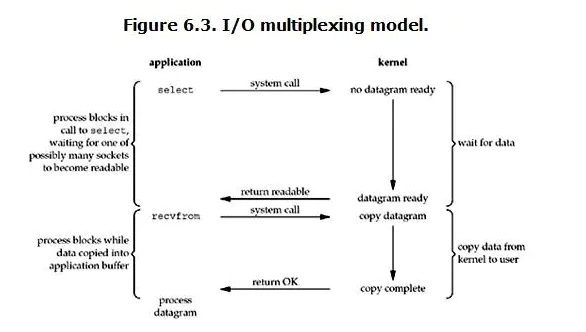 Figure 6.3. I/O multiplexing model.
application
kernel
select
system call
no datagram ready
process blocks in
call to select,
waiting for one of
possibly many sockets
to become readable
wait for data
return readable
datagram ready
recvfrom
system call
copy datagram
process blocks while
data copied into
application buffer
copy data from
kernel to user
return OK
copy complete
process
datagram